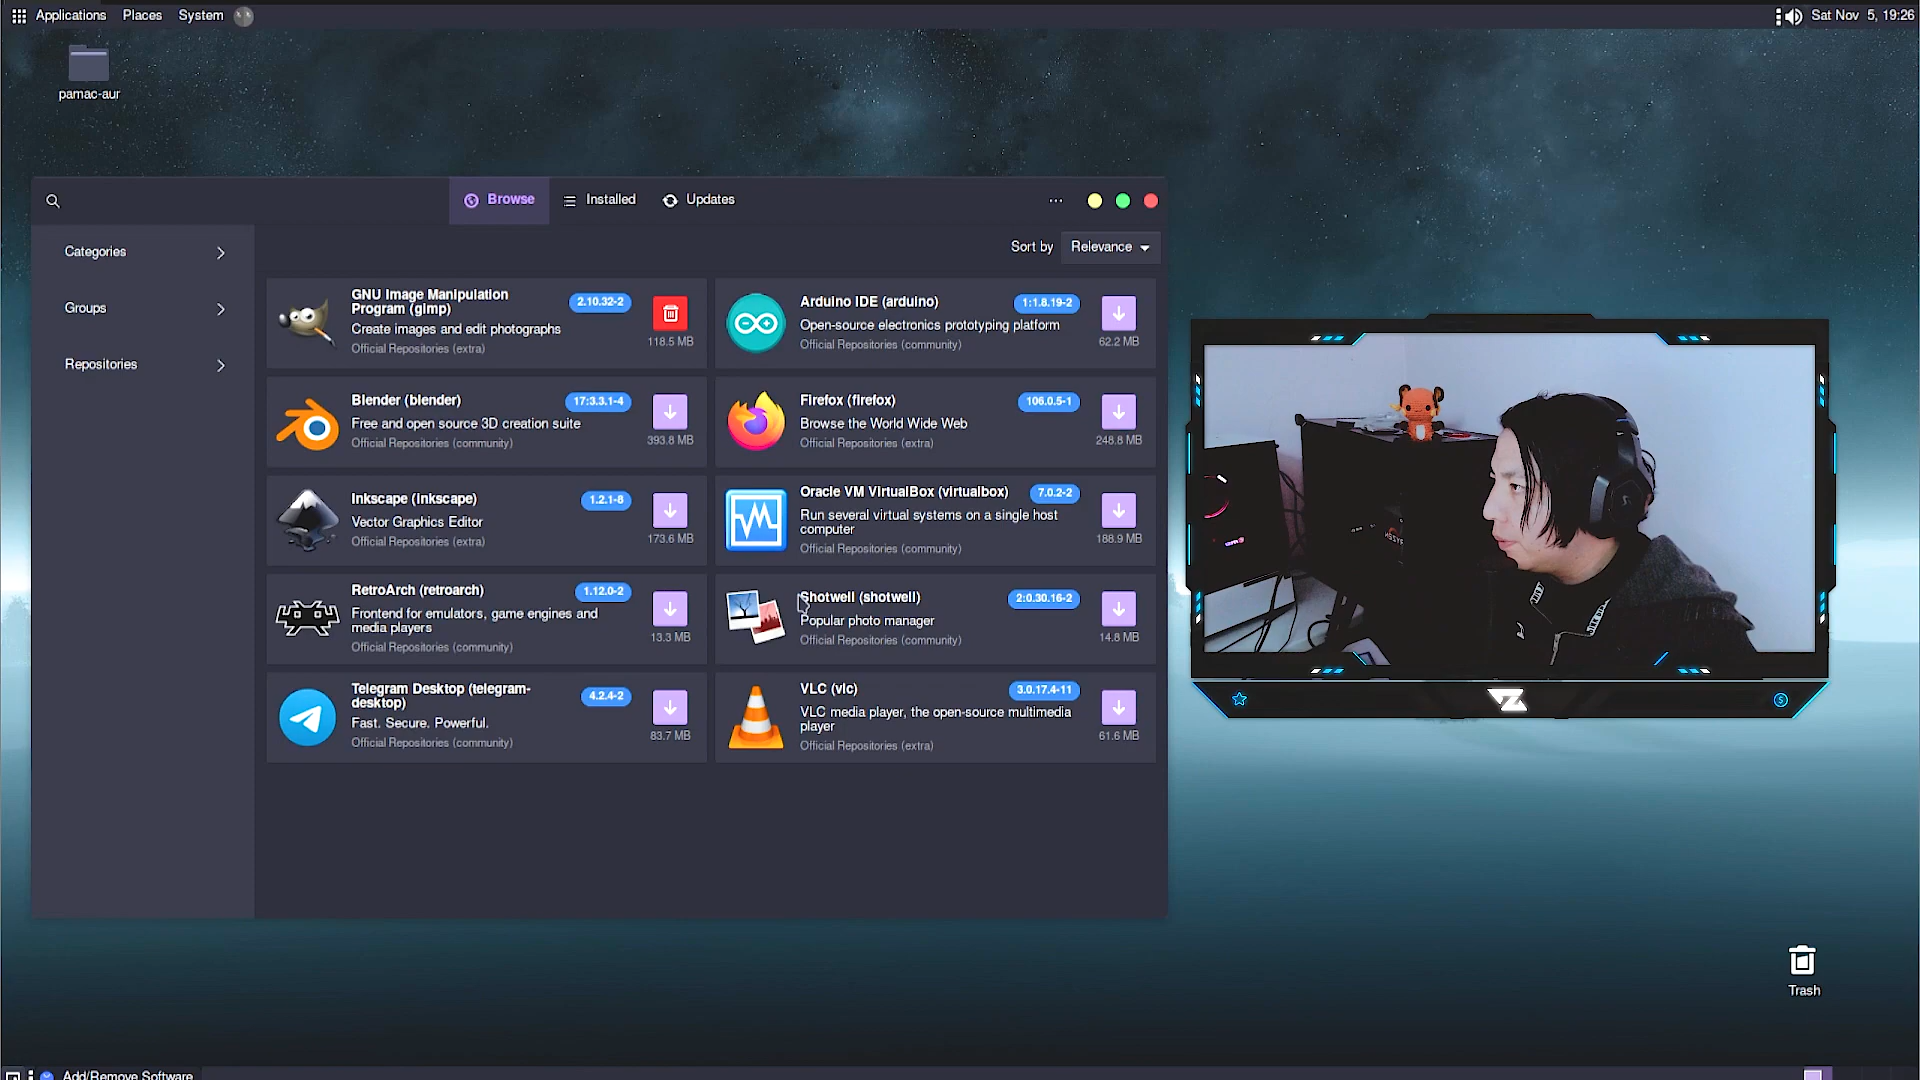 Applications Places System
Sat Nov 5, 19:26
pamac-aur
Browse Installed Updates
Sort by Relevance
Categories
Groups
Repositories
GNU Image Manipulation
Program (gimp)
2.10.32-2
Create images and edit photographs
Official Repositories (extra)
118.5 MB
Arduino IDE (arduino)
1:1.8.19-2
Open-source electronics prototyping platform
Official Repositories (community)
62.2 MB
Blender (blender)
17:3.3.1-4
Free and open source 3D creation suite
Official Repositories (community)
393.8 MB
Firefox (firefox)
106.0.5-1
Browse the World Wide Web
Official Repositories (extra)
248.8 MB
Inkscape (inkscape)
1.2.1-8
Vector Graphics Editor
Official Repositories (extra)
173.6 MB
Oracle VM VirtualBox (virtualbox)
7.0.2-2
Run several virtual systems on a single host
computer
Official Repositories (community)
188.9 MB
RetroArch (retroarch)
1.12.0-2
Frontend for emulators, game engines and
media players
Official Repositories (community)
13.3 MB
Shotwell (shotwell)
2:0.30.16-2
Popular photo manager
Official Repositories (community)
14.8 MB
Telegram Desktop (telegram-
desktop)
4.2.4-2
Fast. Secure. Powerful.
Official Repositories (community)
83.7 MB
VLC (vlc)
3.0.17.4-11
VLC media player, the open-source multimedia
player
Official Repositories (extra)
61.6 MB
Trash
Add/Remove Software